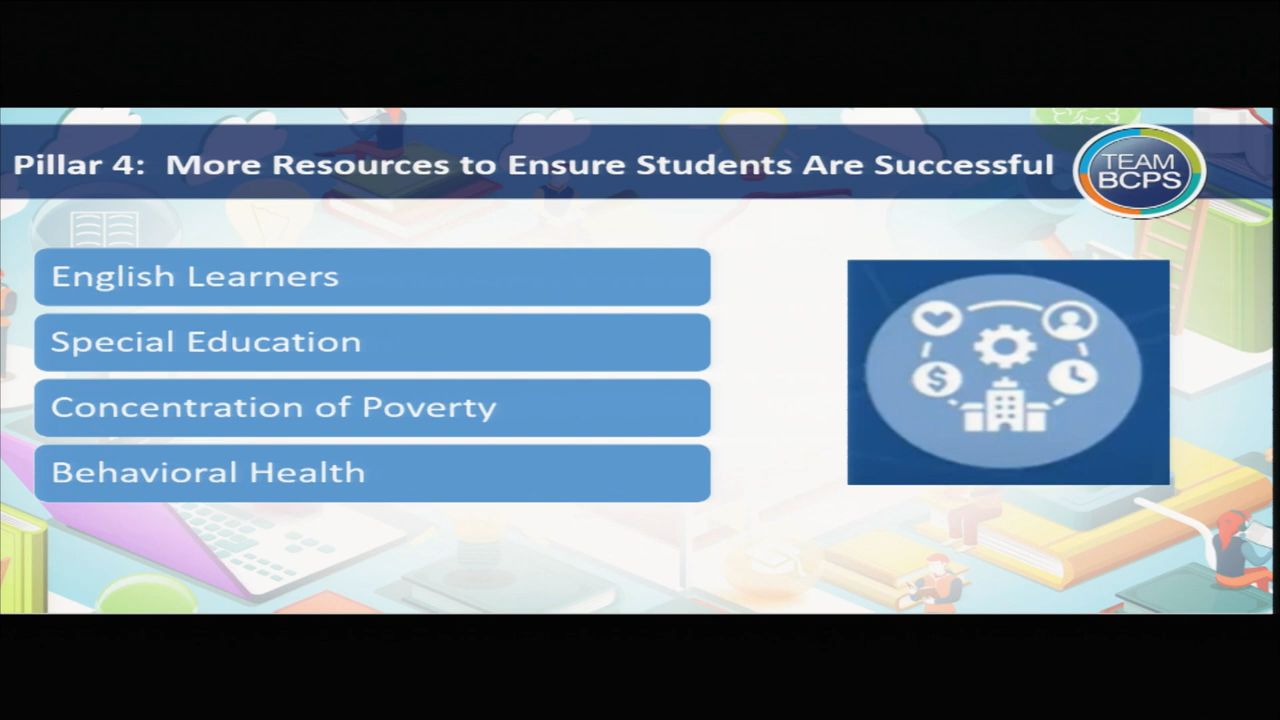 Pillar 4: More Resources to Ensure Students Are Successful
TEAM
BCPS
English Learners
Special Education
Concentration of Poverty
Behavioral Health
$